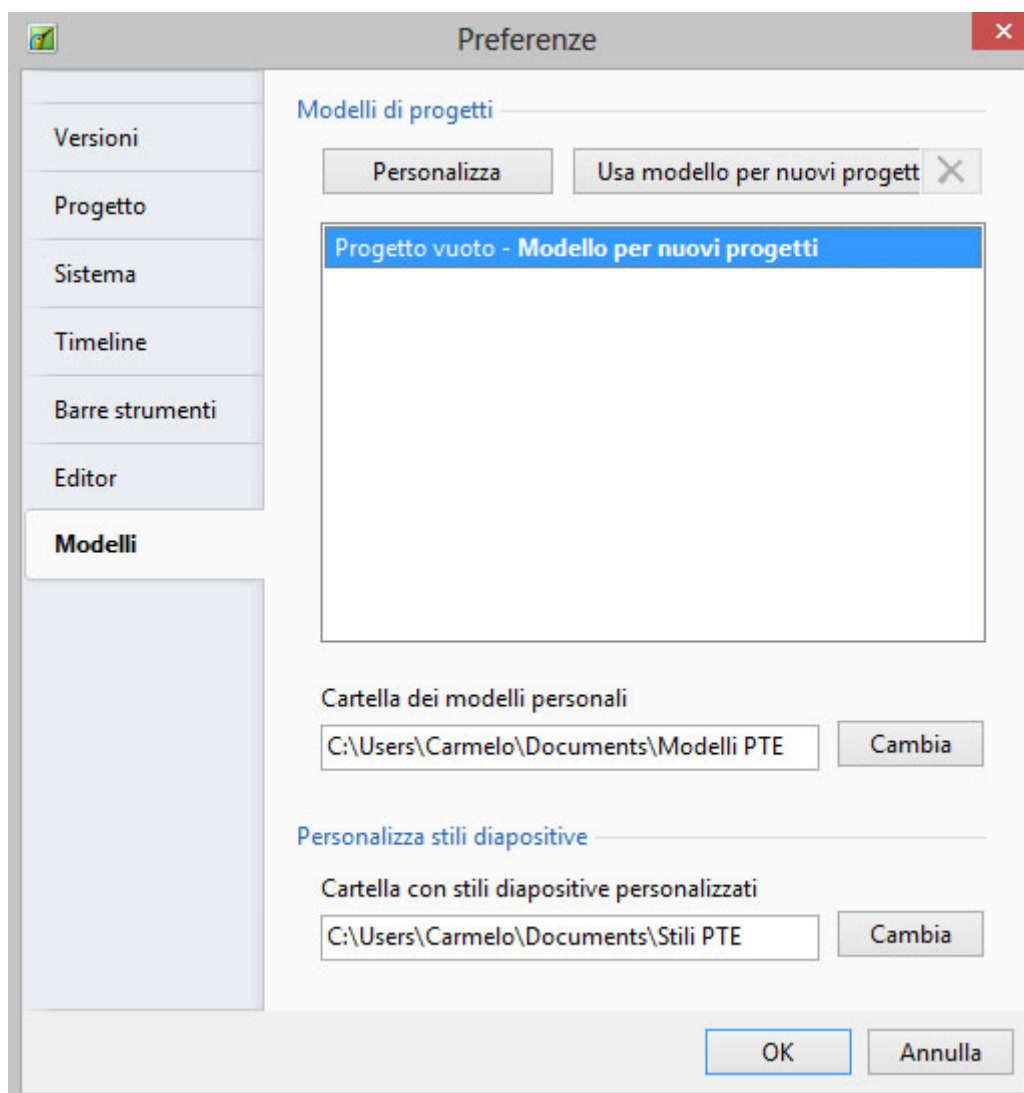 Preferenze
Versioni
Progetto
Sistema
Timeline
Barre strumenti
Editor
Modelli
Modelli di progetti
Personalizza
Usa modello per nuovi progett
Progetto vuoto - Modello per nuovi progetti
Cartella dei modelli personali
C:\Users\Carmelo\Documents\Modelli PTE
Cambia
Personalizza stili diapositive
Cartella con stili diapositive personalizzati
C:\Users\Carmelo\Documents\Stili PTE
Cambia
OK
Annulla